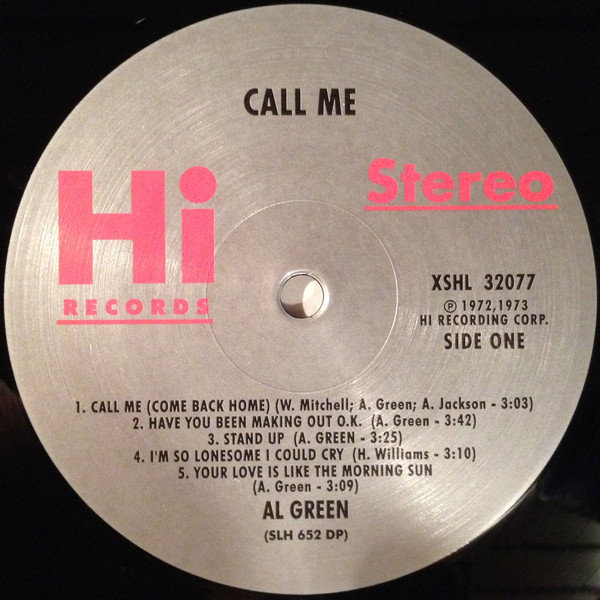 CALL ME
Hi
RECORDS
Stereo
XSHL 32077
℗ 1972,1973
HI RECORDING CORP.
SIDE ONE
1. CALL ME (COME BACK HOME) (W. Mitchell; A. Green; A. Jackson - 3:03)
2. HAVE YOU BEEN MAKING OUT O.K. (A. Green - 3:42)
3. STAND UP (A. GREEN - 3:25)
4. I'M SO LONESOME I COULD CRY (H. Williams - 3:10)
5. YOUR LOVE IS LIKE THE MORNING SUN
(A. Green - 3:09)
AL GREEN
(SLH 652 DP)